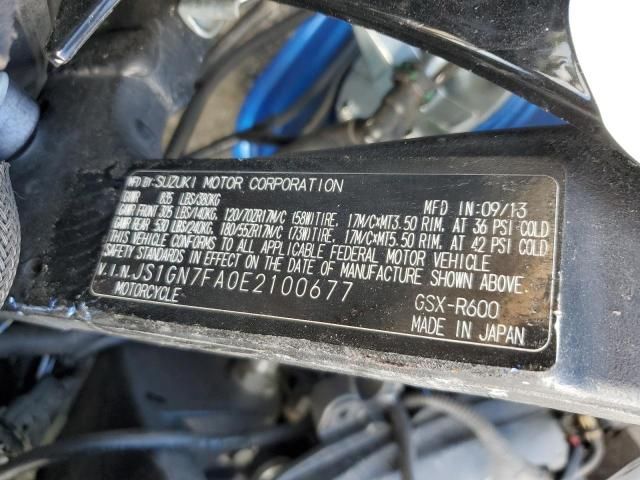 MFD BY:SUZUKI MOTOR CORPORATION
GVWR 835 LBS/380KG MFD IN:09/13
GAWR FRONT 305 LBS/140KG, 120/70ZR17M/C (58W)TIRE, 17M/C×MT3.50 RIM. AT 36 PSI COLD
GAWR REAR 530 LBS/240KG, 180/55ZR17M/C (73W)TIRE, 17M/C×MT5.50 RIM. AT 42 PSI COLD
THIS VEHICLE CONFORMS TO ALL APPLICABLE FEDERAL MOTOR VEHICLE
SAFETY STANDARDS IN EFFECT ON THE DATE OF MANUFACTURE SHOWN ABOVE.
V.I.N. JS1GN7FA0E2100677
MOTORCYCLE GSX-R600
MADE IN JAPAN